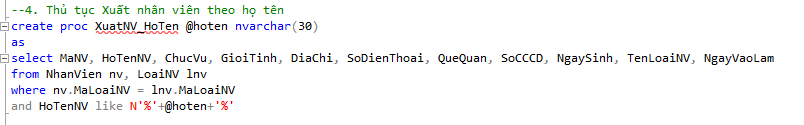 --4. Thủ tục Xuất nhân viên theo họ tên
create proc XuatNV_HoTen @hoten nvarchar(30)
as
select MaNV, HoTenNV, ChucVu, GioiTinh, DiaChi, SoDienThoai, QueQuan, SoCCCD, NgaySinh, TenLoaiNV, NgayVaoLam
from NhanVien nv, LoaiNV lnv
where nv.MaLoaiNV = lnv.MaLoaiNV
and HoTenNV like N'%'+@hoten+'%'